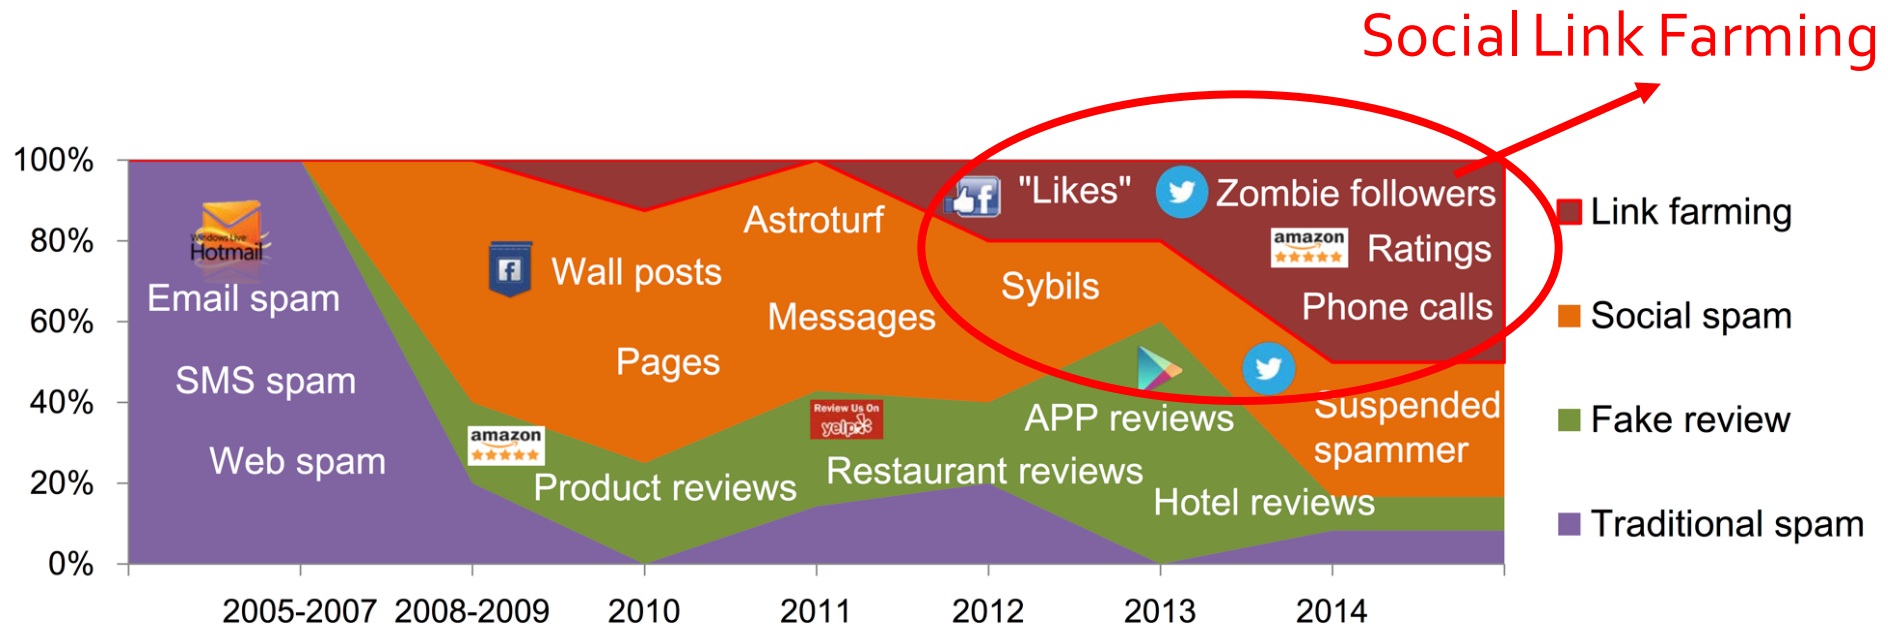 Social Link Farming
100%
80%
60%
40%
20%
0%
Windows Live
Hotmail
Email spam
SMS spam
Web spam
f
Wall posts
Pages
Astroturf
Messages
amazon
Product reviews
Review Us On
yelp
Restaurant reviews
f
"Likes"
Zombie followers
amazon
Ratings
Phone calls
Sybils
APP reviews
Hotel reviews
Suspended
spammer
Link farming
Social spam
Fake review
Traditional spam
2005-2007 2008-2009 2010 2011 2012 2013 2014